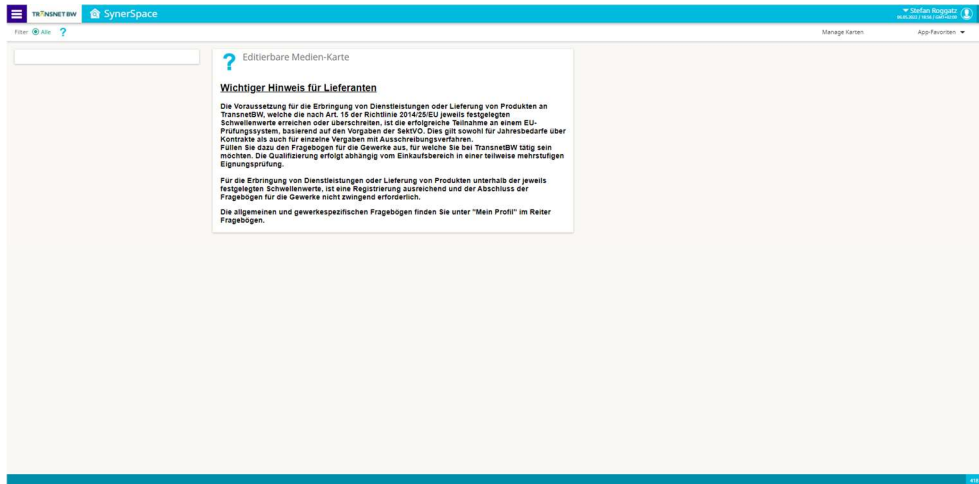 TRANSNET BW
SynerSpace
Stefan Roggatz
Filter Alle ?
Manage Karten
App-Favoriten
? Editierbare Medien-Karte
Wichtiger Hinweis für Lieferanten
Die Voraussetzung für die Erbringung von Dienstleistungen oder Lieferung von Produkten an
TransnetBW, welche die nach Art. 15 der Richtlinie 2014/25/EU jeweils festgelegten
Schwellenwerte erreichen oder überschreiten, ist die erfolgreiche Teilnahme an einem EU-
Prüfungssystem, basierend auf den Vorgaben der SektVO. Dies gilt sowohl für Jahresbedarfe über
Kontrakte als auch für einzelne Vergaben mit Ausschreibungsverfahren.
Füllen Sie dazu den Fragebogen für die Gewerke aus, für welche Sie bei TransnetBW tätig sein
möchten. Die Qualifizierung erfolgt abhängig vom Einkaufsbereich in einer teilweise mehrstufigen
Eignungsprüfung.
Für die Erbringung von Dienstleistungen oder Lieferung von Produkten unterhalb der jeweils
festgelegten Schwellenwerte, ist eine Registrierung ausreichend und der Abschluss der
Fragebögen für die Gewerke nicht zwingend erforderlich.
Die allgemeinen und gewerkespezifischen Fragebögen finden Sie unter "Mein Profil" im Reiter
Fragebögen.